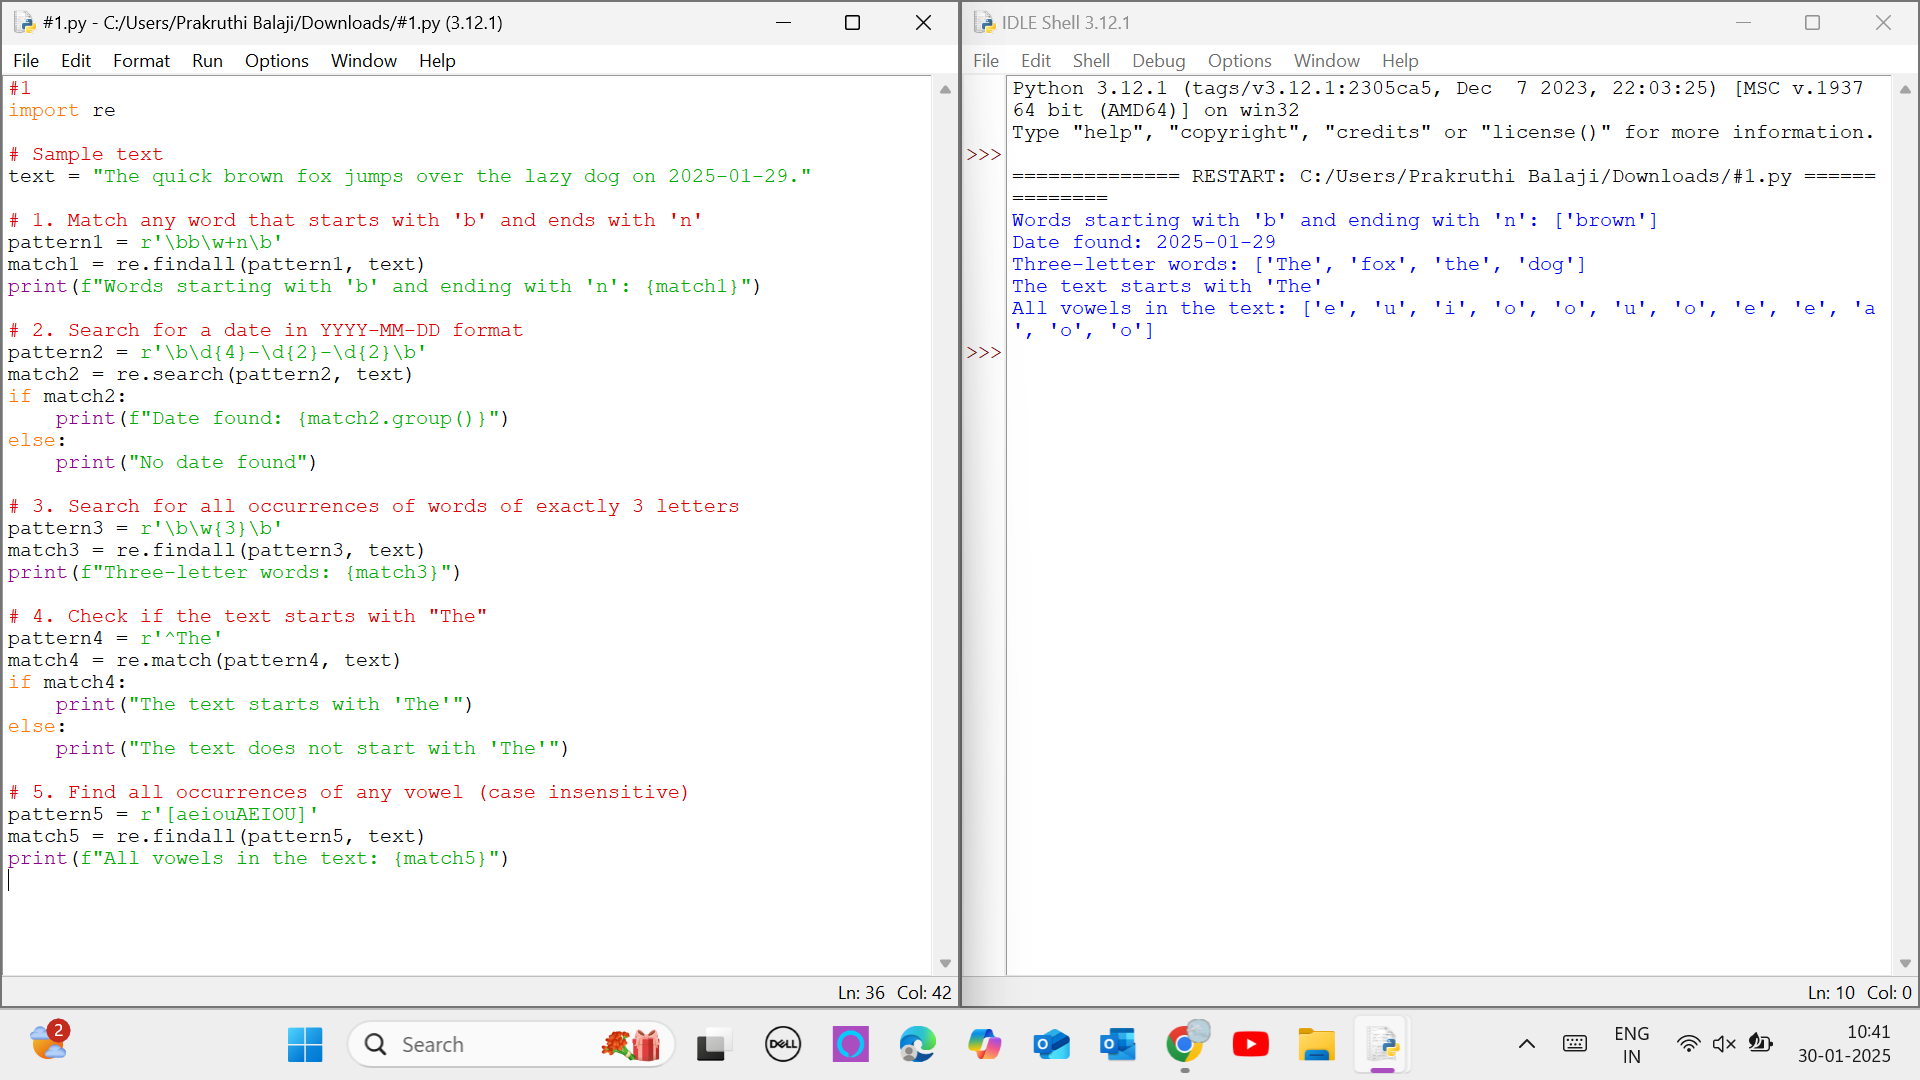 #1.py - C:/Users/Prakruthi Balaji/Downloads/#1.py (3.12.1)
File Edit Format Run Options Window Help
#1
import re

# Sample text
text = "The quick brown fox jumps over the lazy dog on 2025-01-29."

# 1. Match any word that starts with 'b' and ends with 'n'
pattern1 = r'\bb\w+n\b'
match1 = re.findall(pattern1, text)
print(f"Words starting with 'b' and ending with 'n': {match1}")

# 2. Search for a date in YYYY-MM-DD format
pattern2 = r'\b\d{4}-\d{2}-\d{2}\b'
match2 = re.search(pattern2, text)
if match2:
    print(f"Date found: {match2.group()}")
else:
    print("No date found")

# 3. Search for all occurrences of words of exactly 3 letters
pattern3 = r'\b\w{3}\b'
match3 = re.findall(pattern3, text)
print(f"Three-letter words: {match3}")

# 4. Check if the text starts with "The"
pattern4 = r'^The'
match4 = re.match(pattern4, text)
if match4:
    print("The text starts with 'The'")
else:
    print("The text does not start with 'The'")

# 5. Find all occurrences of any vowel (case insensitive)
pattern5 = r'[aeiouAEIOU]'
match5 = re.findall(pattern5, text)
print(f"All vowels in the text: {match5}")
Ln: 36 Col: 42
IDLE Shell 3.12.1
File Edit Shell Debug Options Window Help
Python 3.12.1 (tags/v3.12.1:2305ca5, Dec  7 2023, 22:03:25) [MSC v.1937
64 bit (AMD64)] on win32
Type "help", "copyright", "credits" or "license()" for more information.
>>>
============== RESTART: C:/Users/Prakruthi Balaji/Downloads/#1.py ======
========
Words starting with 'b' and ending with 'n': ['brown']
Date found: 2025-01-29
Three-letter words: ['The', 'fox', 'the', 'dog']
The text starts with 'The'
All vowels in the text: ['e', 'u', 'i', 'o', 'o', 'u', 'o', 'e', 'e', 'a
', 'o', 'o']
>>>
Ln: 10 Col: 0
2
Search
DELL
ENG
IN
10:41
30-01-2025